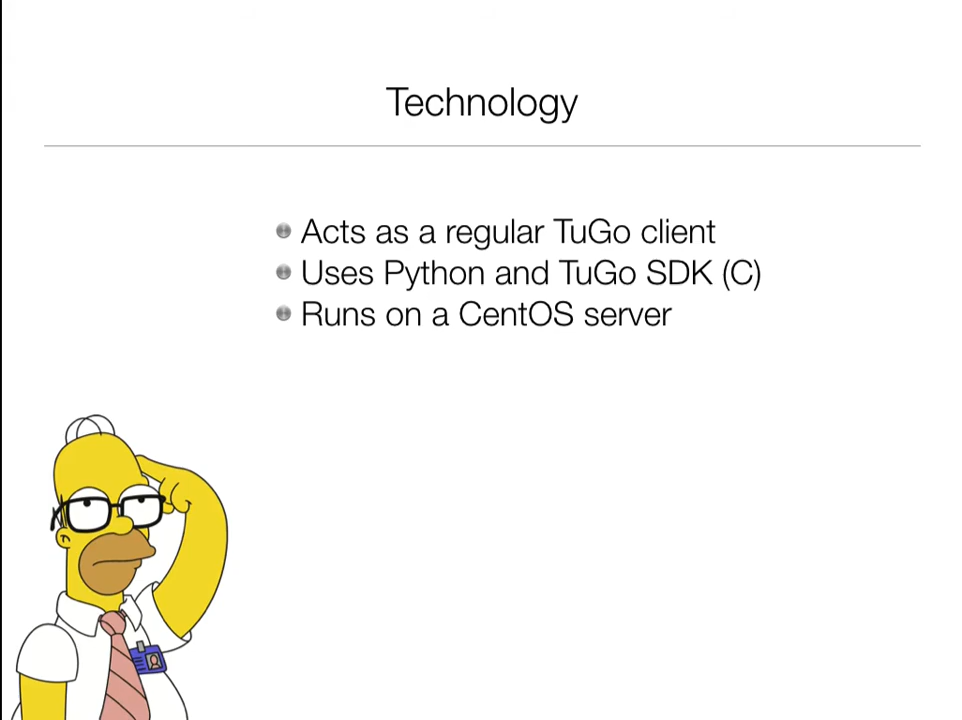 Technology
Acts as a regular TuGo client
Uses Python and TuGo SDK (C)
Runs on a CentOS server